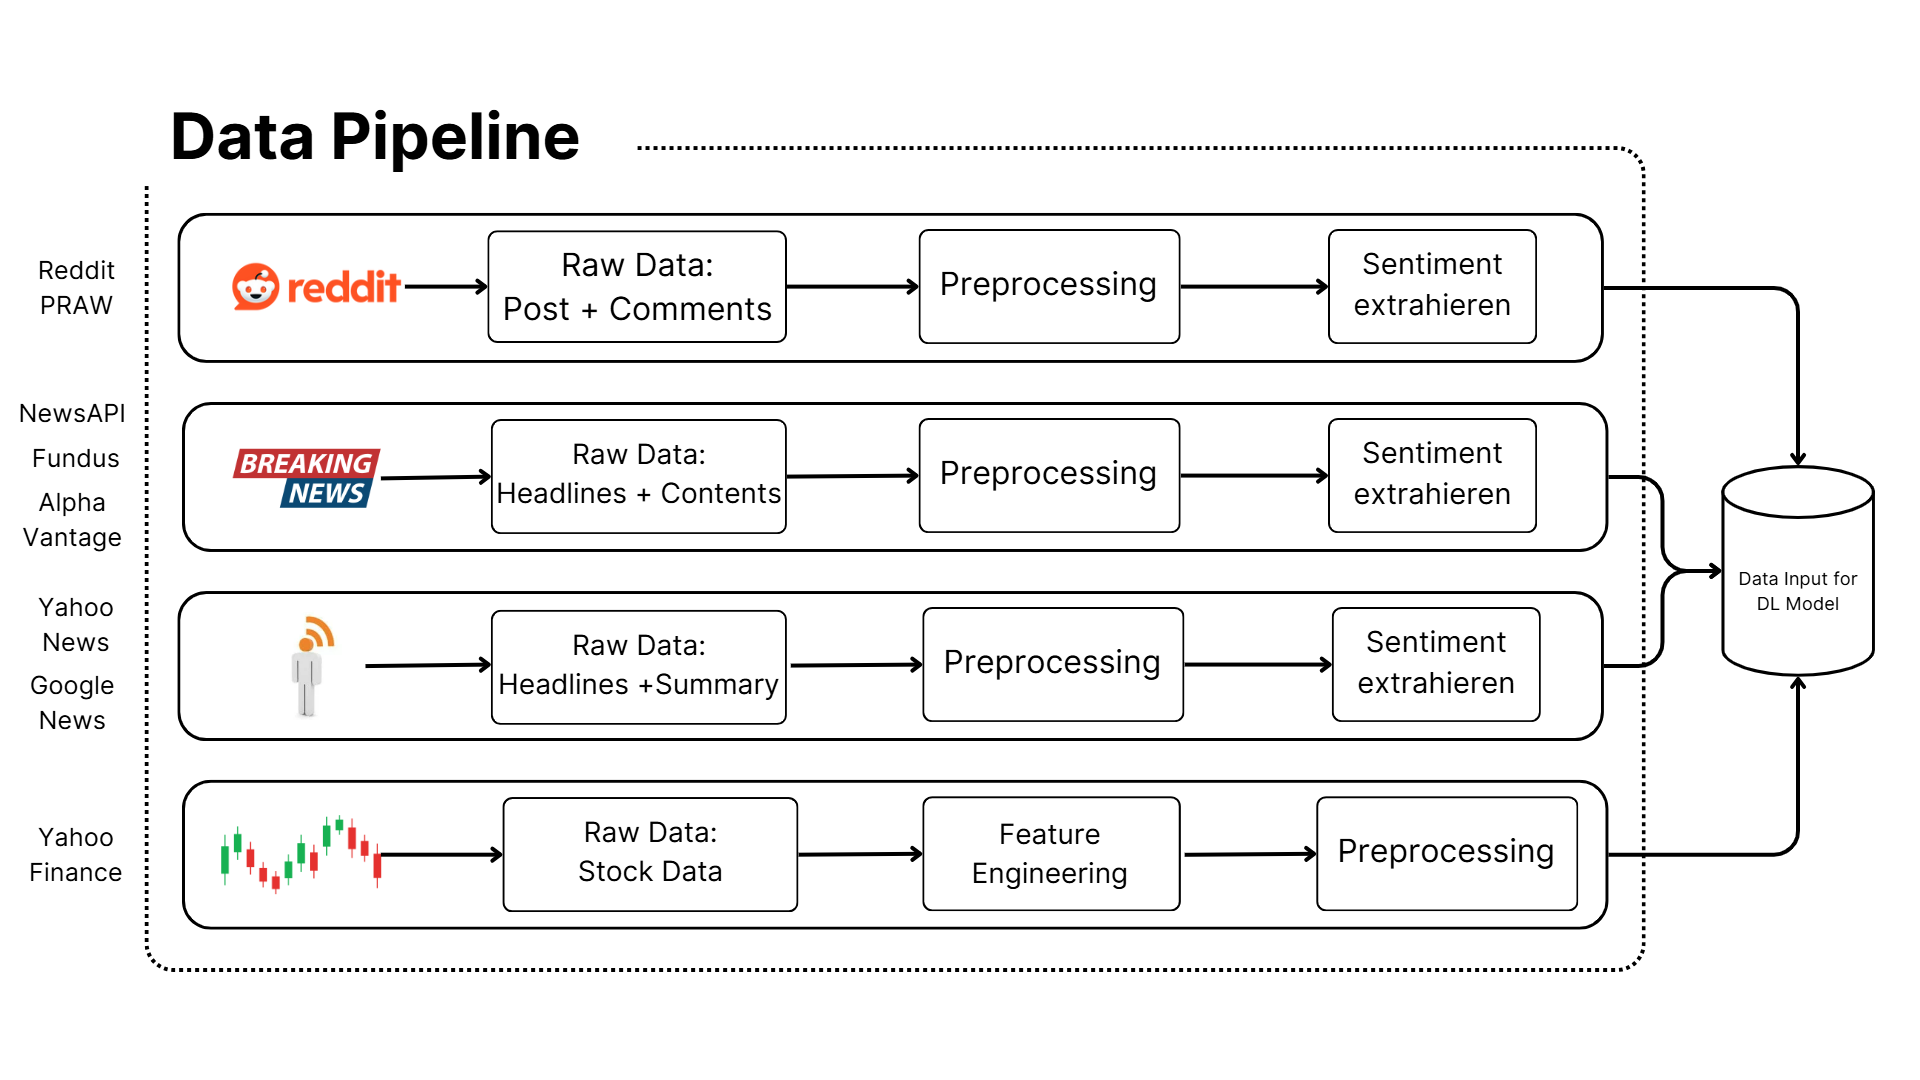 Data Pipeline
Reddit
PRAW
reddit
Raw Data:
Post + Comments
Preprocessing
Sentiment
extrahieren
NewsAPI
Fundus
Alpha
Vantage
BREAKING
NEWS
Raw Data:
Headlines + Contents
Preprocessing
Sentiment
extrahieren
Yahoo
News
Google
News
Raw Data:
Headlines +Summary
Preprocessing
Sentiment
extrahieren
Yahoo
Finance
Raw Data:
Stock Data
Feature
Engineering
Preprocessing
Data Input for
DL Model